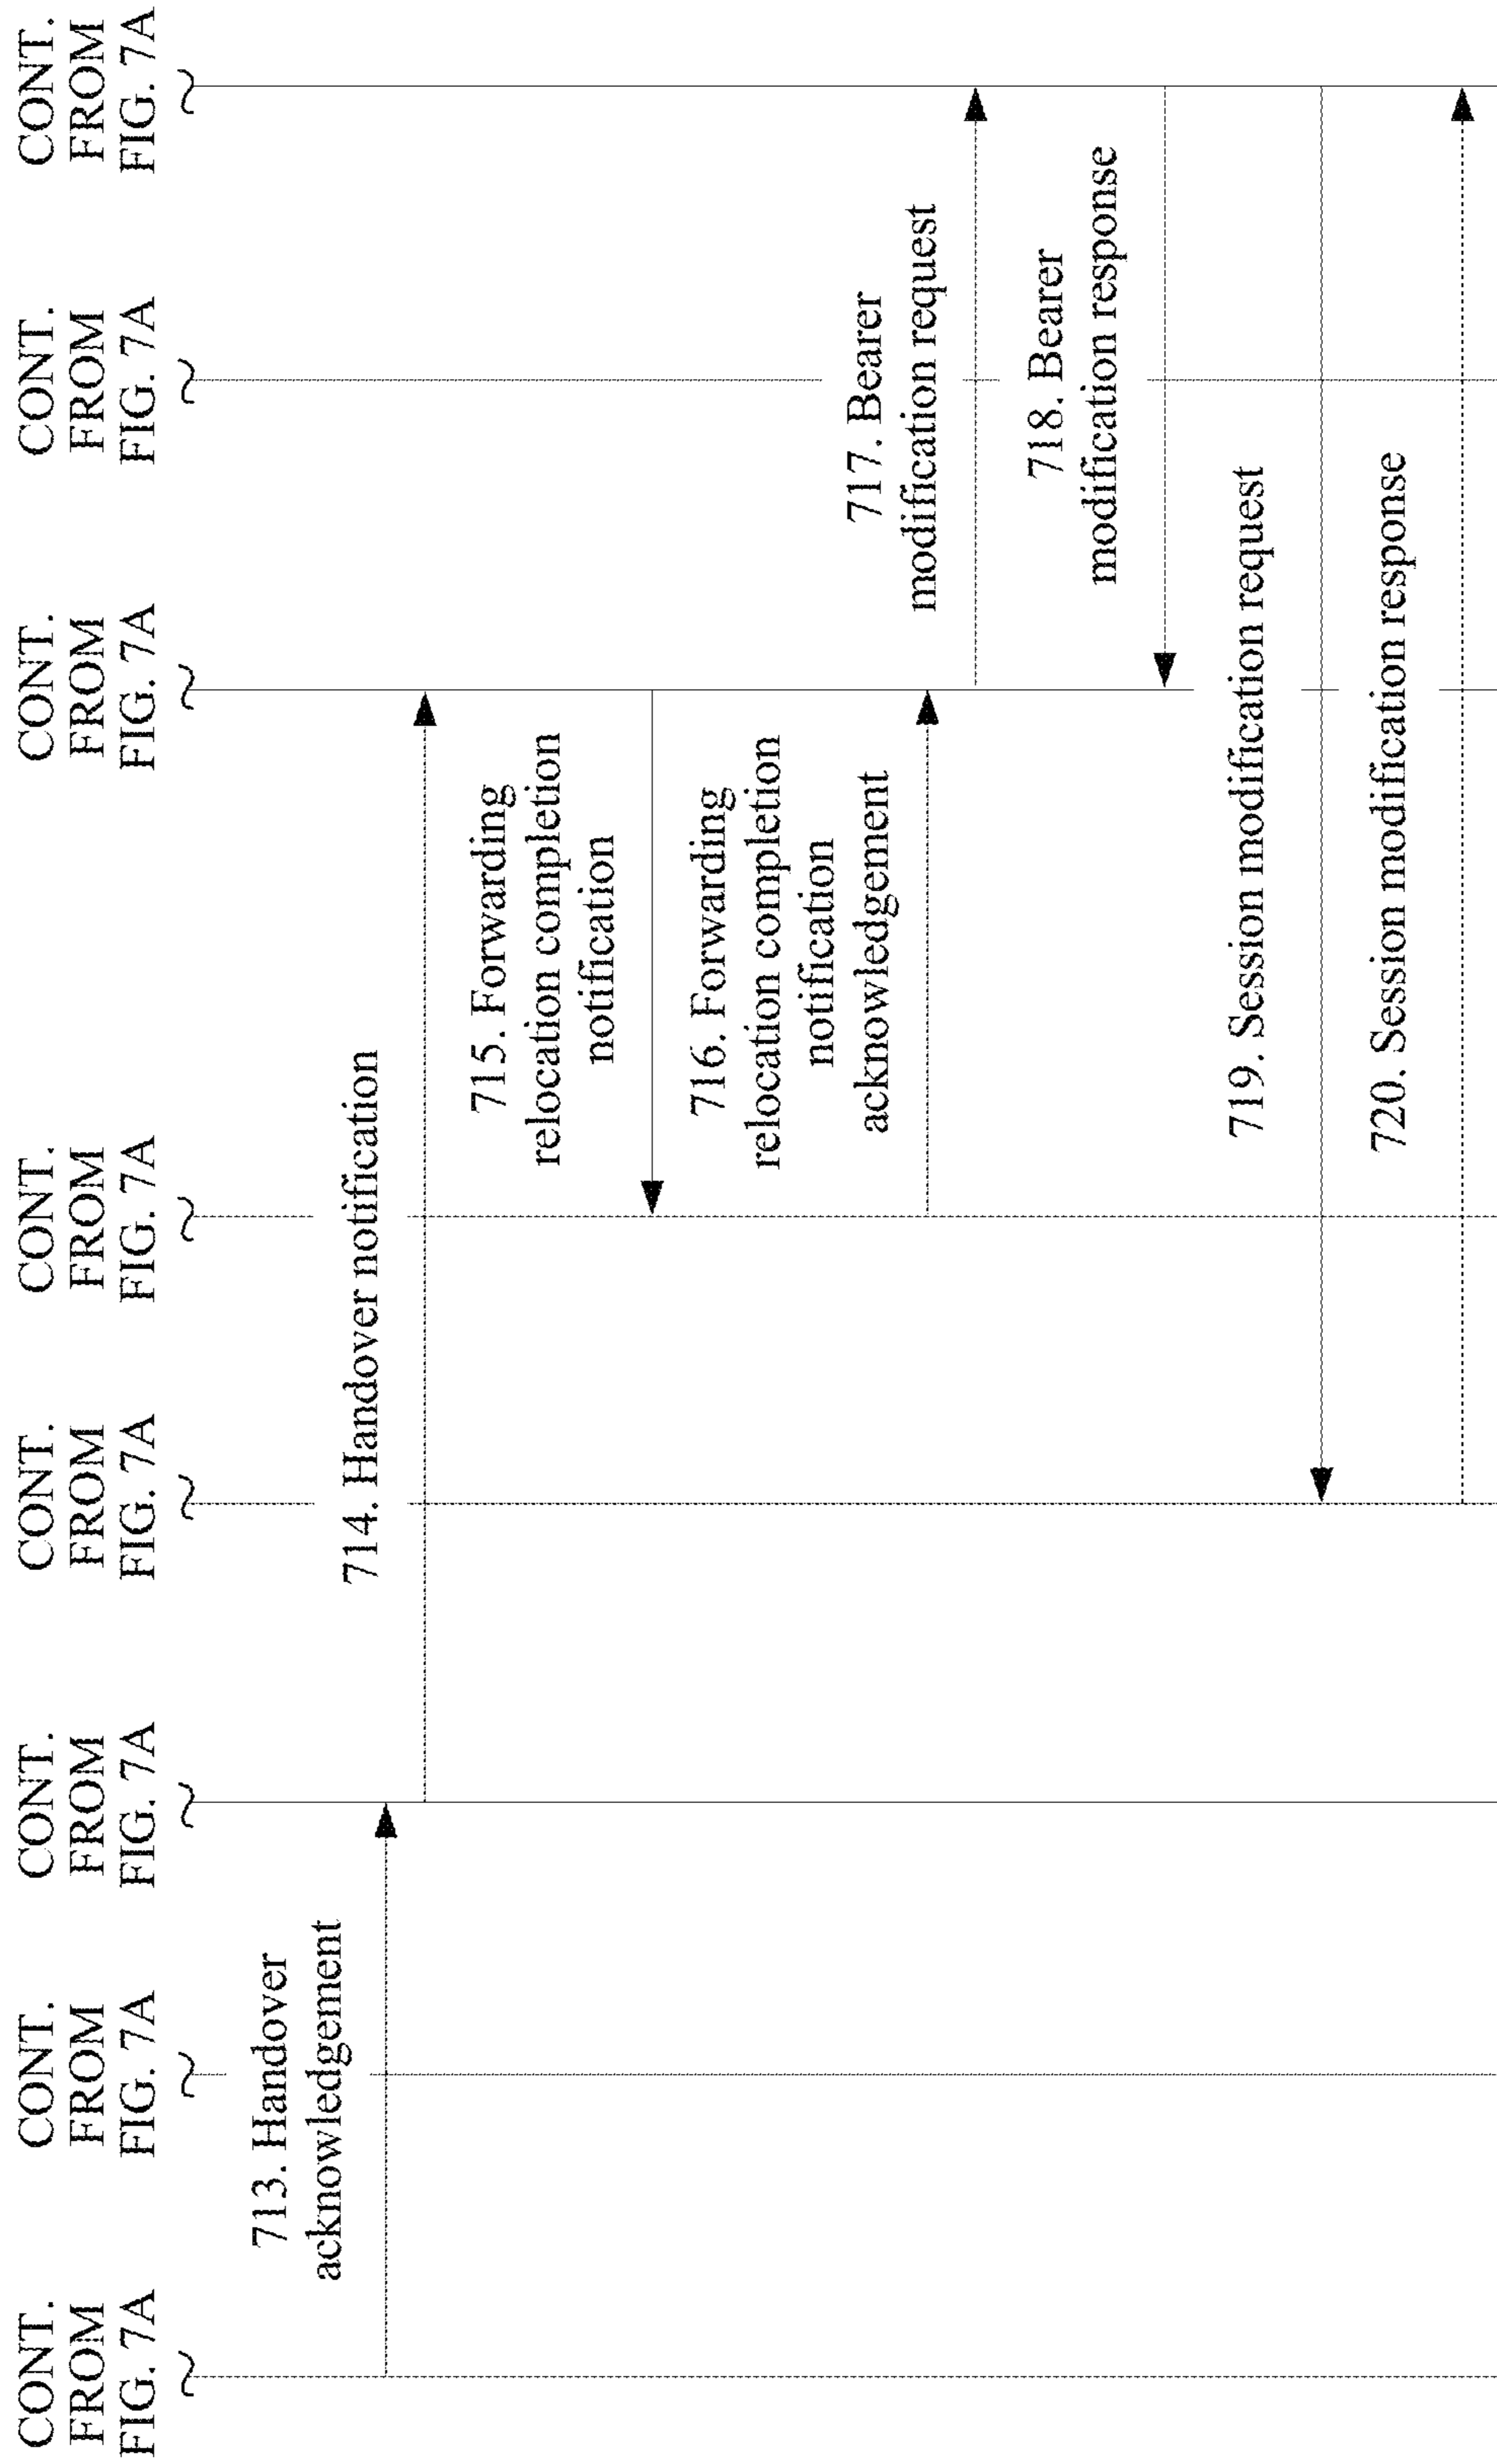 CONT.
FROM
FIG. 7A
CONT.
FROM
FIG. 7A
CONT.
FROM
FIG. 7A
CONT.
FROM
FIG. 7A
CONT.
FROM
FIG. 7A
CONT.
FROM
FIG. 7A
CONT.
FROM
FIG. 7A
CONT.
FROM
FIG. 7A
713. Handover
acknowledgement
714. Handover notification
715. Forwarding
relocation completion
notification
716. Forwarding
relocation completion
notification
acknowledgement
717. Bearer
modification request
718. Bearer
modification response
719. Session modification request
720. Session modification response